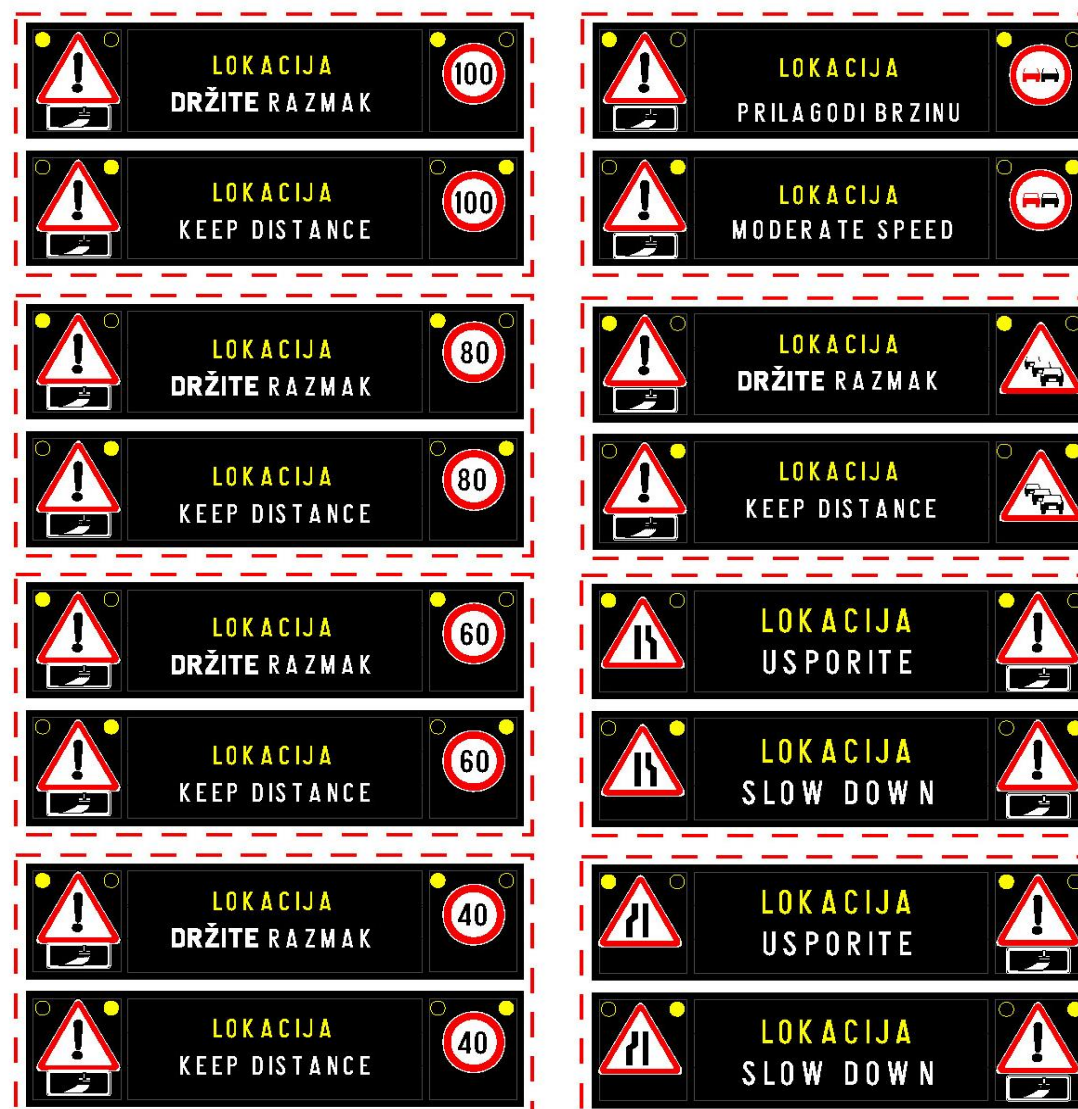 LOKACIJA
DRŽITE RAZMAK
100
LOKACIJA
KEEP DISTANCE
100
LOKACIJA
DRŽITE RAZMAK
80
LOKACIJA
KEEP DISTANCE
80
LOKACIJA
DRŽITE RAZMAK
60
LOKACIJA
KEEP DISTANCE
60
LOKACIJA
DRŽITE RAZMAK
40
LOKACIJA
KEEP DISTANCE
40
LOKACIJA
PRILAGODI BRZINU
LOKACIJA
MODERATE SPEED
LOKACIJA
DRŽITE RAZMAK
LOKACIJA
KEEP DISTANCE
LOKACIJA
USPORITE
LOKACIJA
SLOW DOWN
LOKACIJA
USPORITE
LOKACIJA
SLOW DOWN